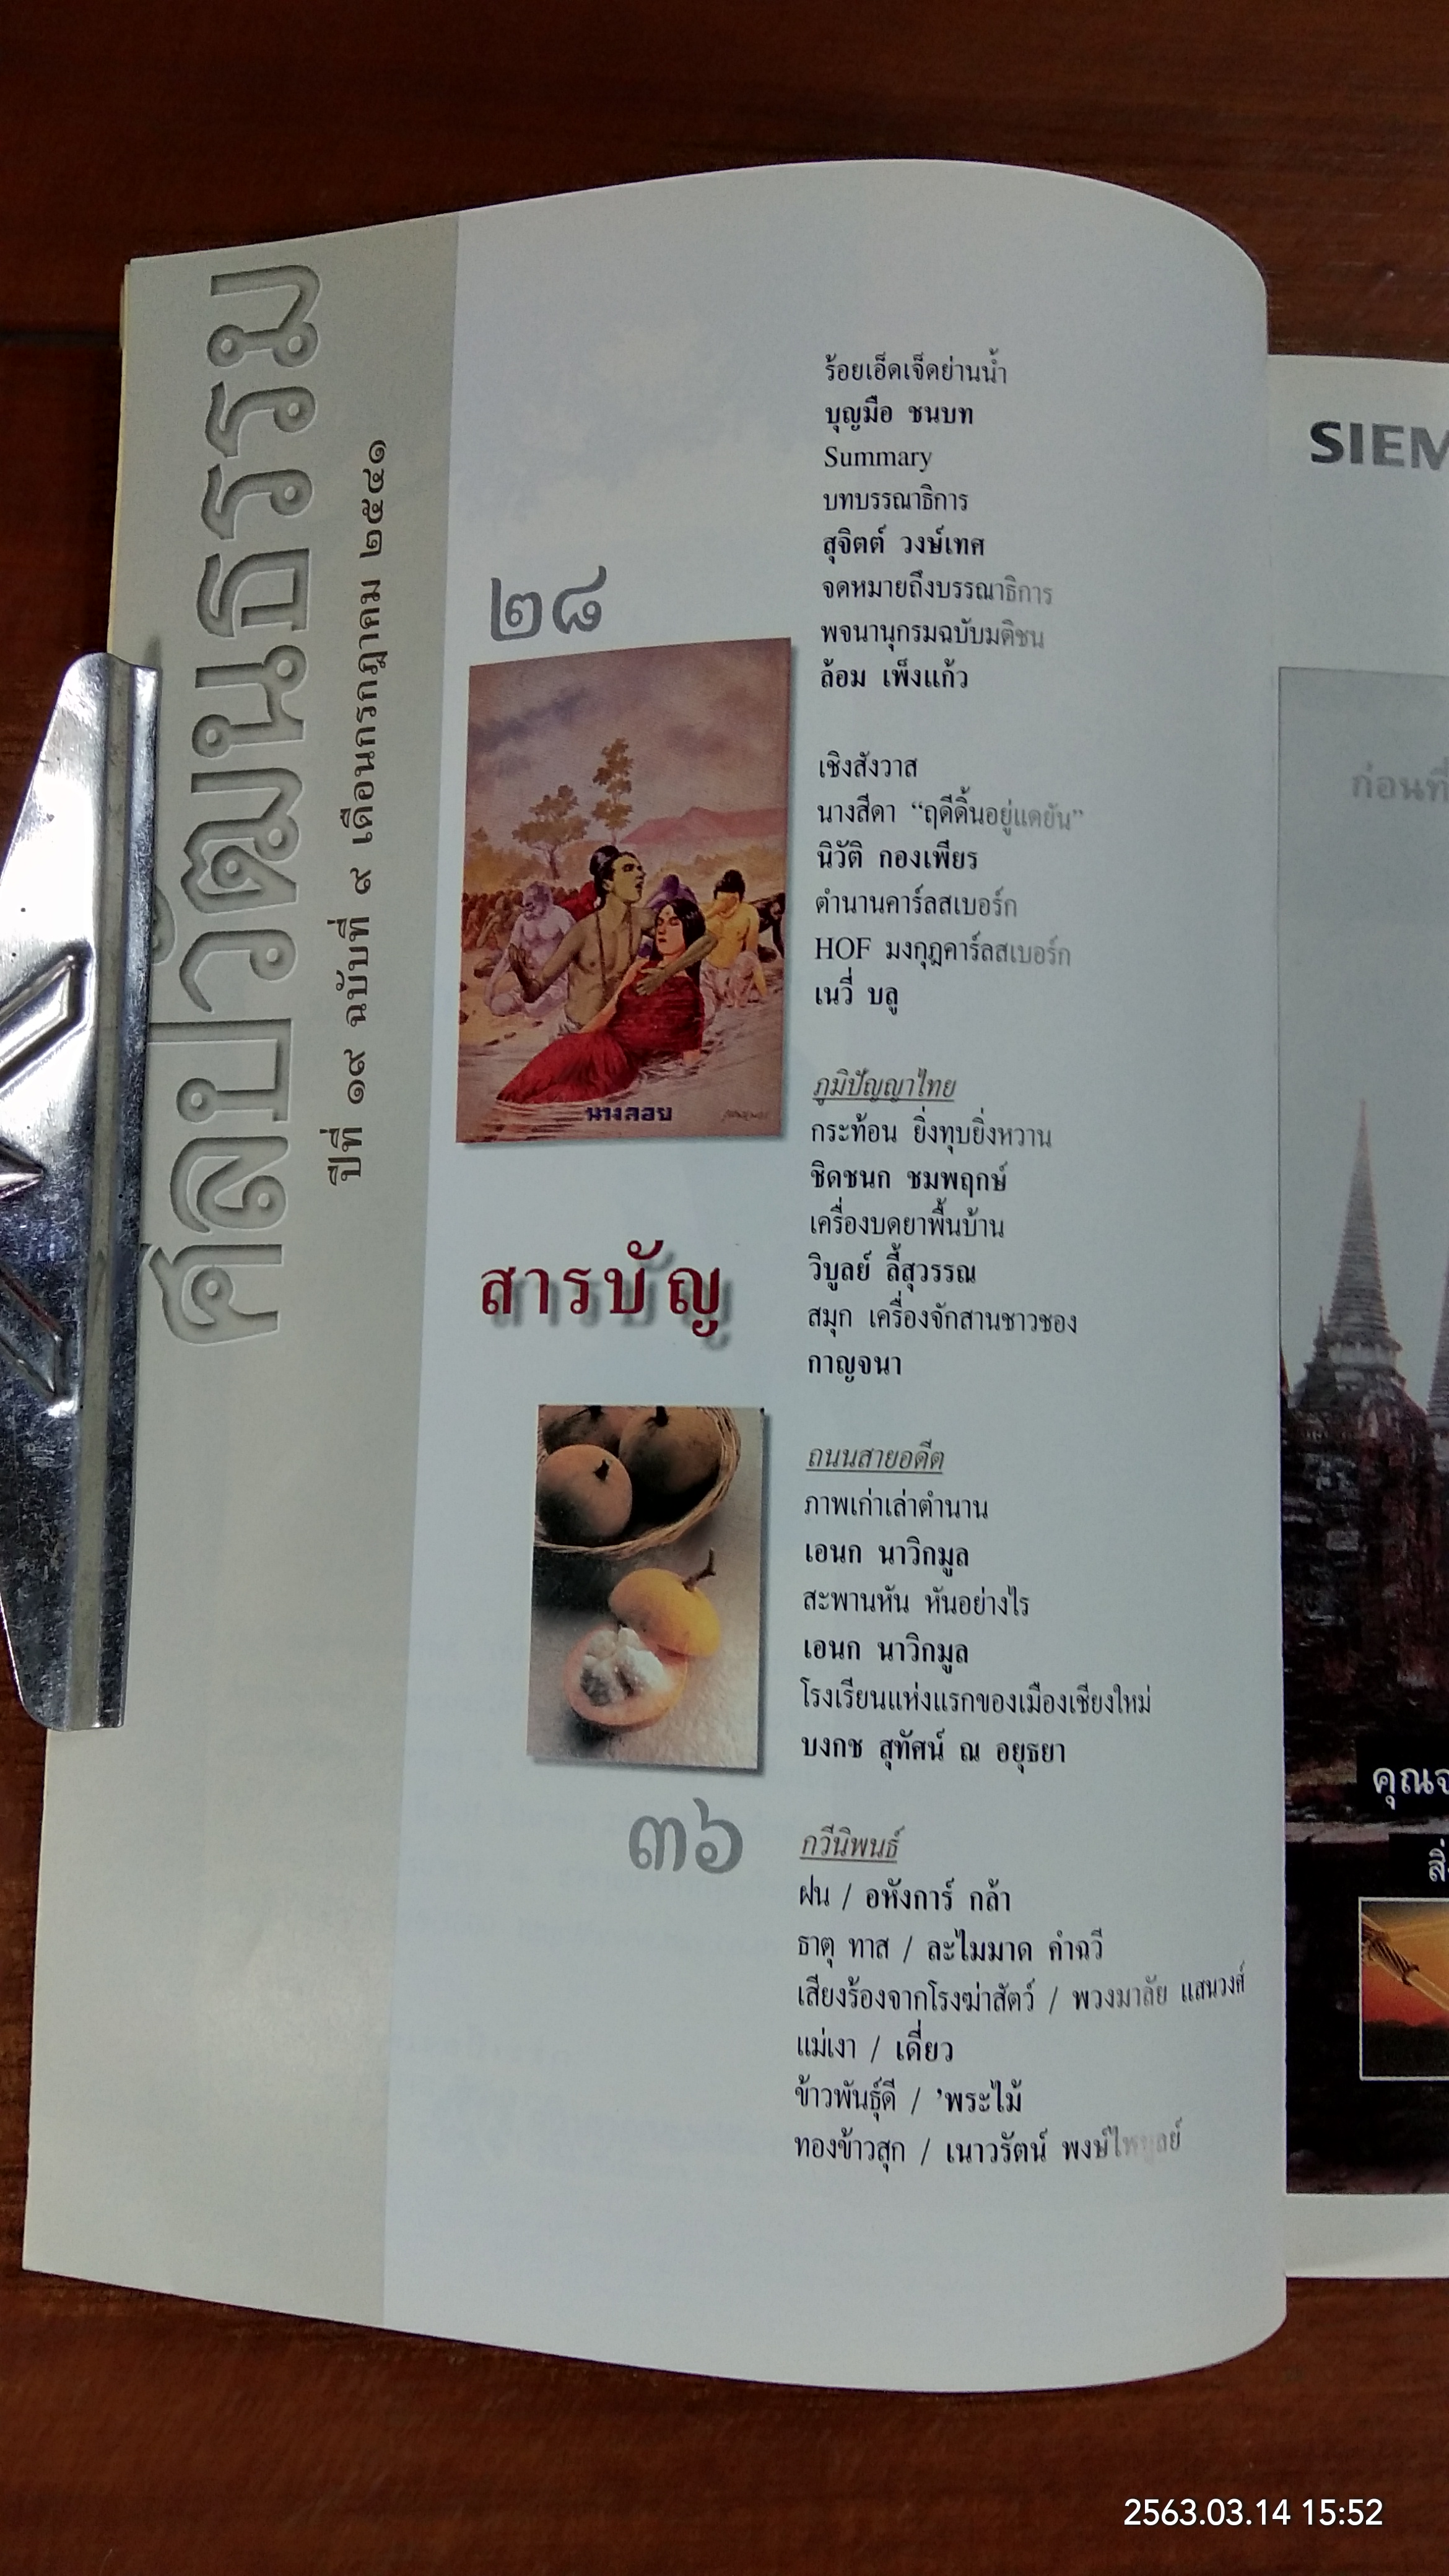 ศิลปวัฒนธรรม
ปีที่ ๑๙ ฉบับที่ ๙ เดือนกรกฎาคม ๒๕๔๑
๒๘
นางลอย
สารบัญ
๓๖
ร้อยเอ็ดเจ็ดย่านน้ำ
บุญมือ ชนบท
Summary
บทบรรณาธิการ
สุจิตต์ วงษ์เทศ
จดหมายถึงบรรณาธิการ
พจนานุกรมฉบับมติชน
ล้อม เพ็งแก้ว
เชิงสังวาส
นางสีดา “ฤดีดิ้นอยู่แดยัน”
นิวัติ กองเพียร
ตำนานคาร์ลสเบอร์ก
HOF มงกุฎคาร์ลสเบอร์ก
เนวี่ บลู
ภูมิปัญญาไทย
กระท้อน ยิ่งทุบยิ่งหวาน
ชิดชนก ชมพฤกษ์
เครื่องบดยาพื้นบ้าน
วิบูลย์ ลี้สุวรรณ
สมุก เครื่องจักสานชาวชอง
กาญจนา
ถนนสายอดีต
ภาพเก่าเล่าตำนาน
เอนก นาวิกมูล
สะพานหัน หันอย่างไร
เอนก นาวิกมูล
โรงเรียนแห่งแรกของเมืองเชียงใหม่
บงกช สุทัศน์ ณ อยุธยา
กวีนิพนธ์
ฝน / อหังการ์ กล้า
ธาตุ ทาส / ละไมมาด คำฉวี
เสียงร้องจากโรงฆ่าสัตว์ / พวงมาลัย แสนวงศ์
แม่เงา / เดี่ยว
ข้าวพันธุ์ดี / ’พระไม้
ทองข้าวสุก / เนาวรัตน์ พงษ์ไพบูลย์
SIEM
ก่อนที่
คุณจ
2563.03.14 15:52